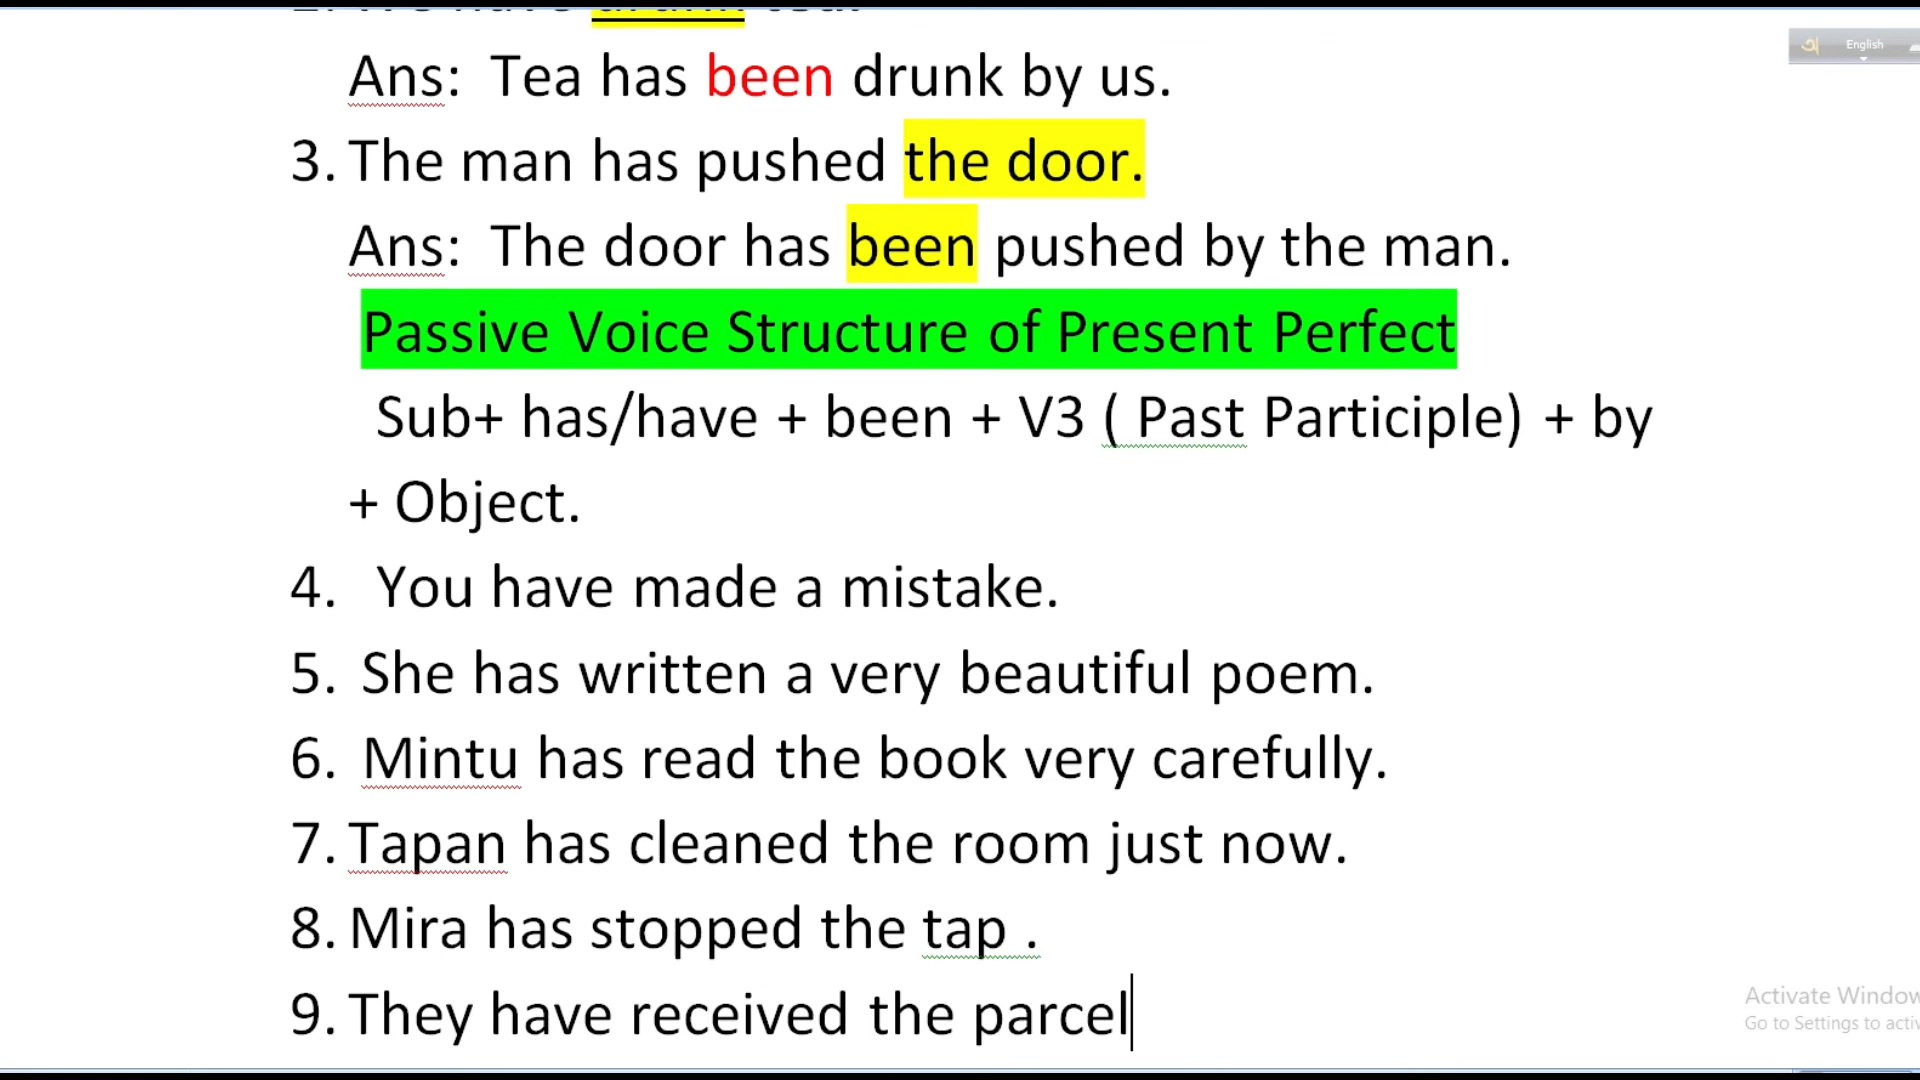 Ans: Tea has been drunk by us.
English
3. The man has pushed the door.
Ans: The door has been pushed by the man.
Passive Voice Structure of Present Perfect
Sub+ has/have + been + V3 ( Past Participle) + by
+ Object.
4. You have made a mistake.
5. She has written a very beautiful poem.
6. Mintu has read the book very carefully.
7. Tapan has cleaned the room just now.
8. Mira has stopped the tap .
9. They have received the parcel
Activate Window
Go to Settings to activ